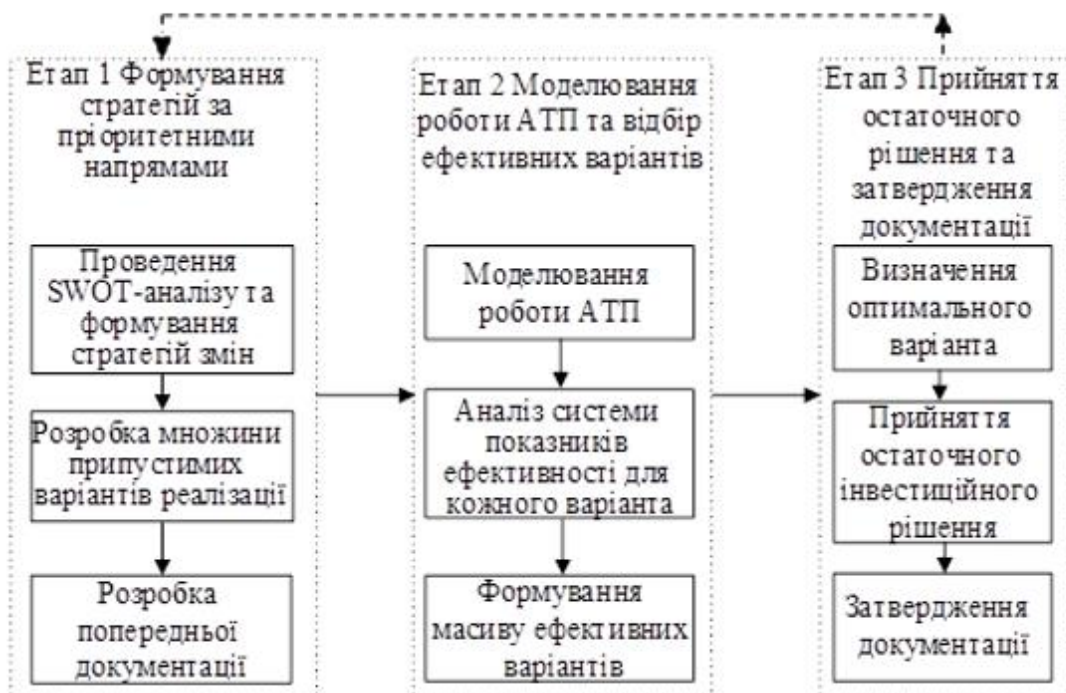 Етап 1 Формування
стратегій за
пріоритетними
напрямами
Проведення
SWOT-аналізу та
формування
стратегій змін
Розробка множини
припустимих
варіантів реалізації
Розробка
попередньої
документації
Етап 2 Моделювання
роботи АТП та відбір
ефективних варіантів
Моделювання
роботи АТП
Аналіз системи
показників
ефективності для
кожного варіанта
Формування
масиву ефективних
варіантів
Етап 3 Прийняття
остаточного
рішення та
затвердження
документації
Визначення
оптимального
варіанта
Прийняття
остаточного
інвестиційного
рішення
Затвердження
документації